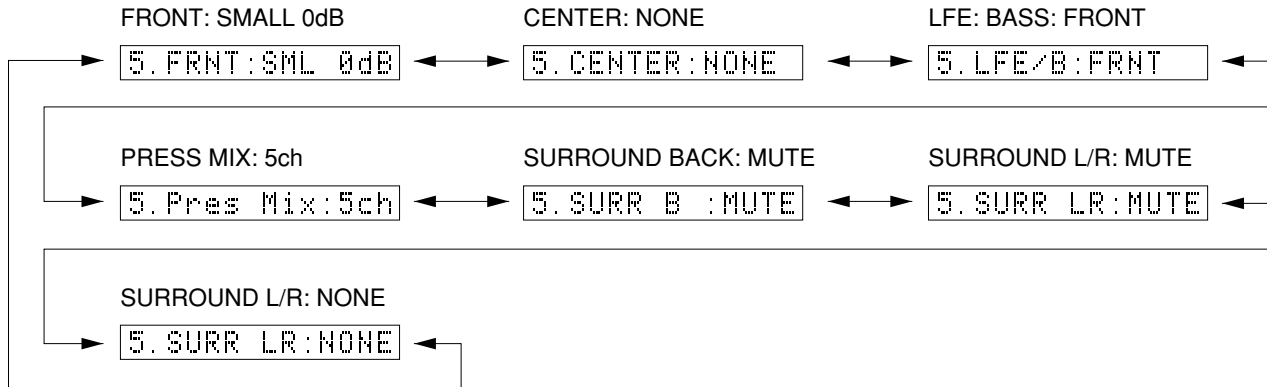 FRONT: SMALL 0dB CENTER: NONE LFE: BASS: FRONT
5.FRNT:SML 0dB 5.CENTER:NONE 5.LFE/B:FRNT
PRESS MIX: 5ch SURROUND BACK: MUTE SURROUND L/R: MUTE
5.Pres Mix:5ch 5.SURR B :MUTE 5.SURR LR:MUTE
SURROUND L/R: NONE
5.SURR LR:NONE